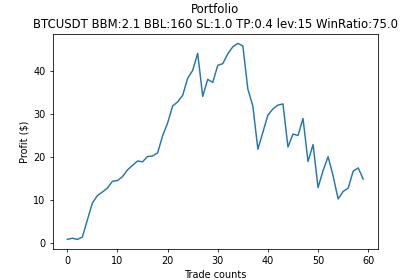 Portfolio
BTCUSDT BBM:2.1 BBL:160 SL:1.0 TP:0.4 lev:15 WinRatio:75.0
Profit ($)
40
30
20
10
0
0 10 20 30 40 50 60
Trade counts